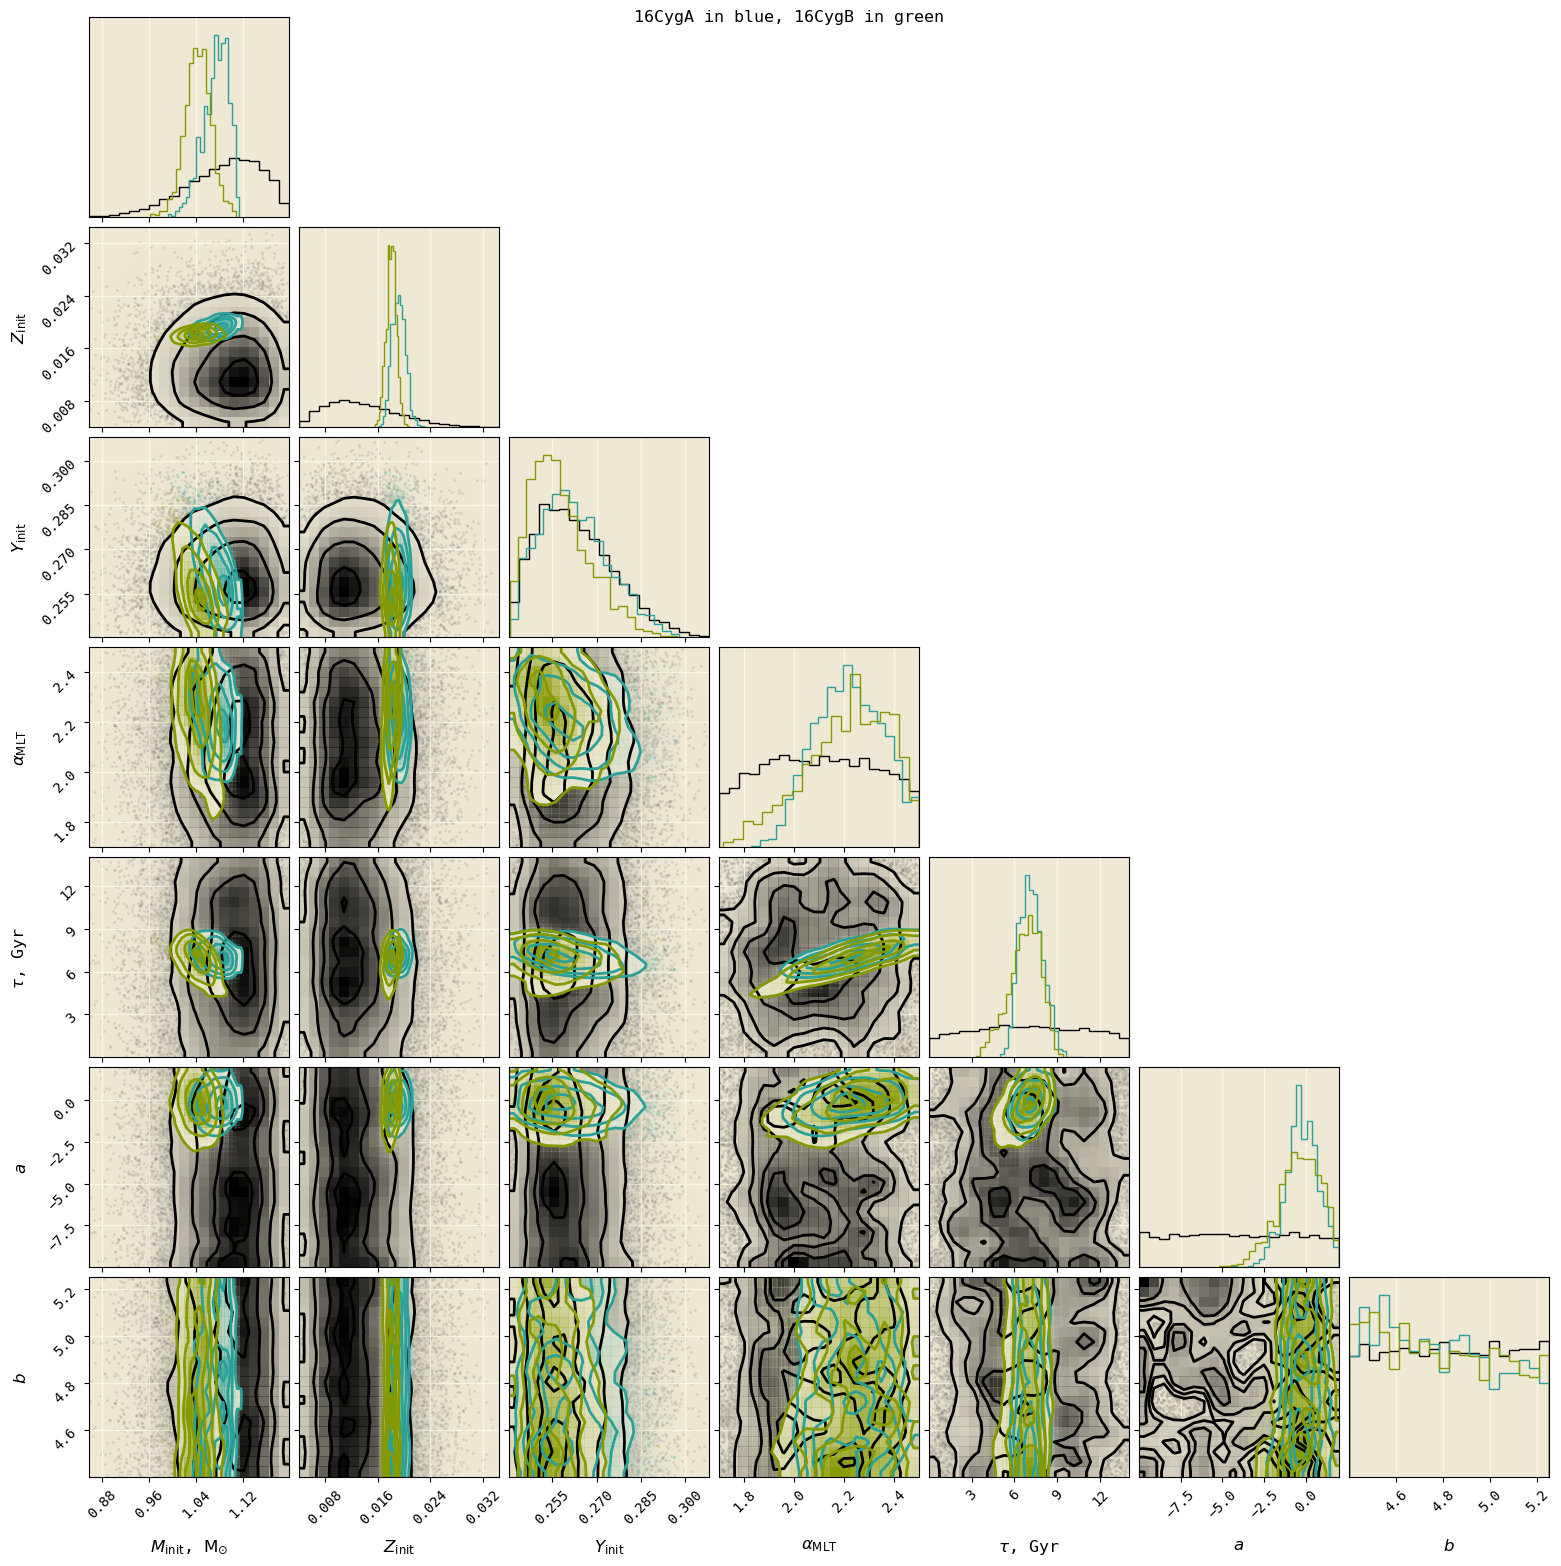 16CygA in blue, 16CygB in green
0.032
0.024
0.016
0.008
Z_init
0.300
0.285
0.270
0.255
Y_init
2.4
2.2
2.0
1.8
α_MLT
12
9
6
3
τ, Gyr
0.0
−2.5
−5.0
−7.5
a
5.2
5.0
4.8
4.6
b
0.88 0.96 1.04 1.12
0.008 0.016 0.024 0.032
0.255 0.270 0.285 0.300
1.8 2.0 2.2 2.4
3 6 9 12
−7.5 −5.0 −2.5 0.0
4.6 4.8 5.0 5.2
M_init, M_⊙
Z_init
Y_init
α_MLT
τ, Gyr
a
b